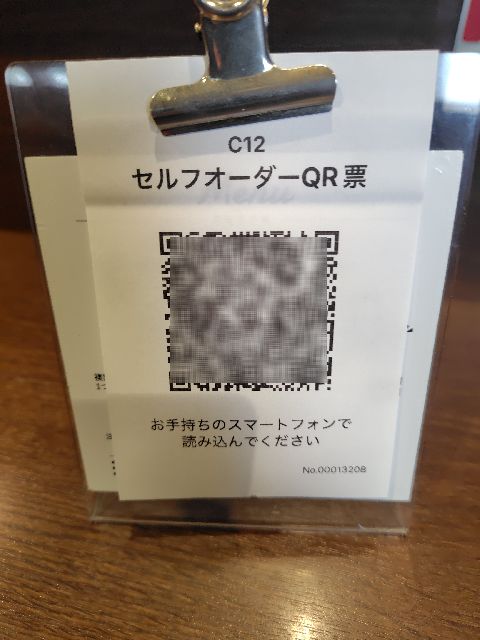 C12
セルフオーダーQR票
お手持ちのスマートフォンで
読み込んでください
No.00013208